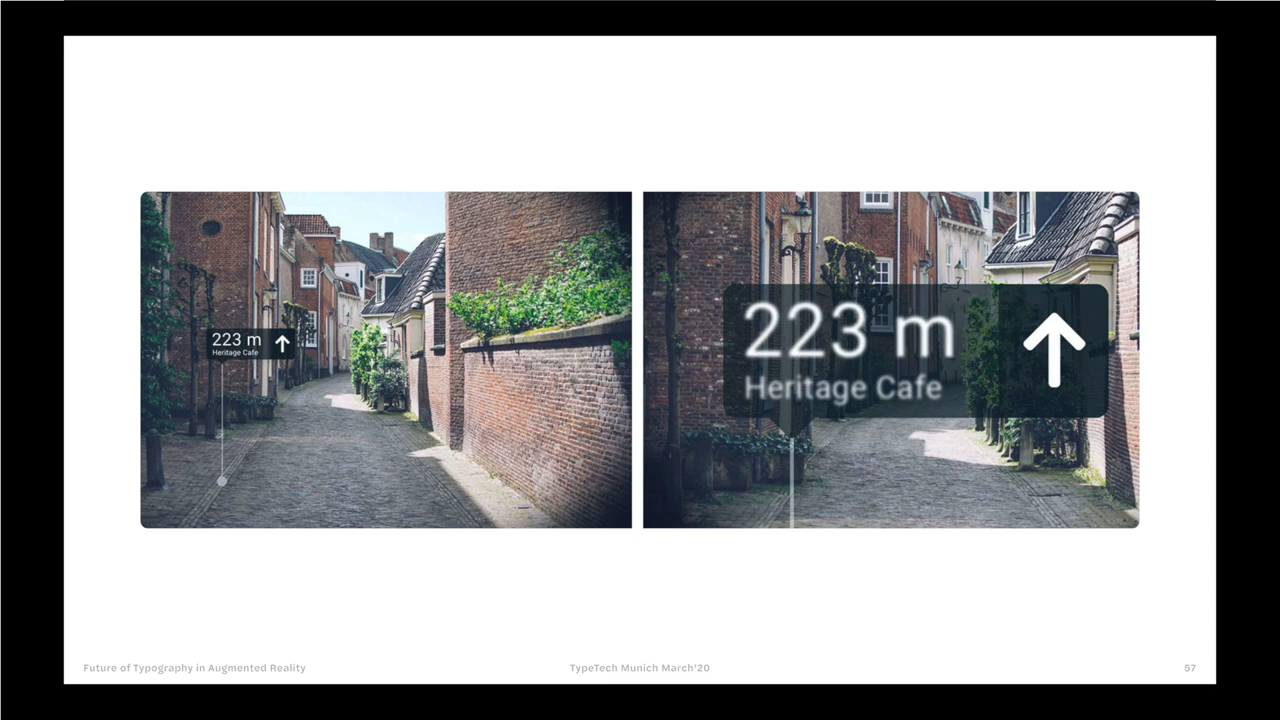 223 m
Heritage Cafe
223 m
Heritage Cafe
Future of Typography in Augmented Reality
TypeTech Munich March'20
57